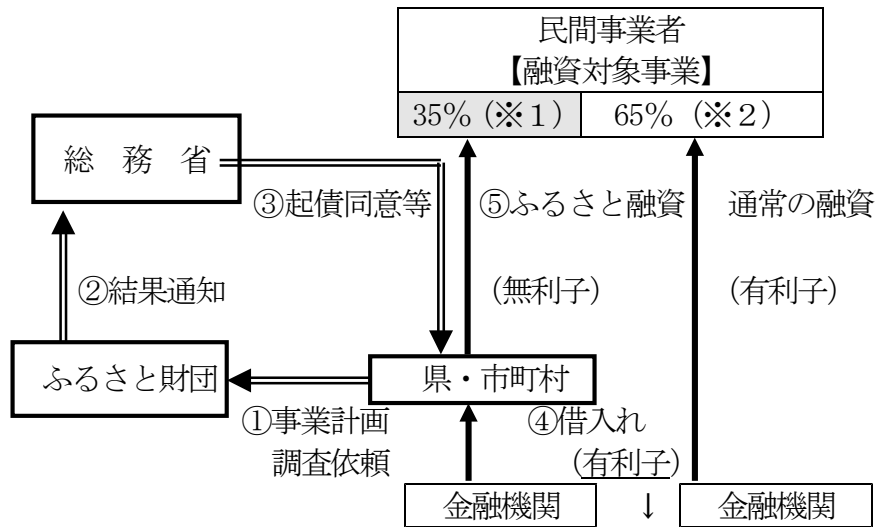 民間事業者
【融資対象事業】
35%（※１） 65%（※２）
総務省
③起債同意等 ⑤ふるさと融資 通常の融資
②結果通知 （無利子） （有利子）
ふるさと財団 県・市町村
①事業計画 ④借入れ
調査依頼 （有利子）
金融機関 ↓ 金融機関